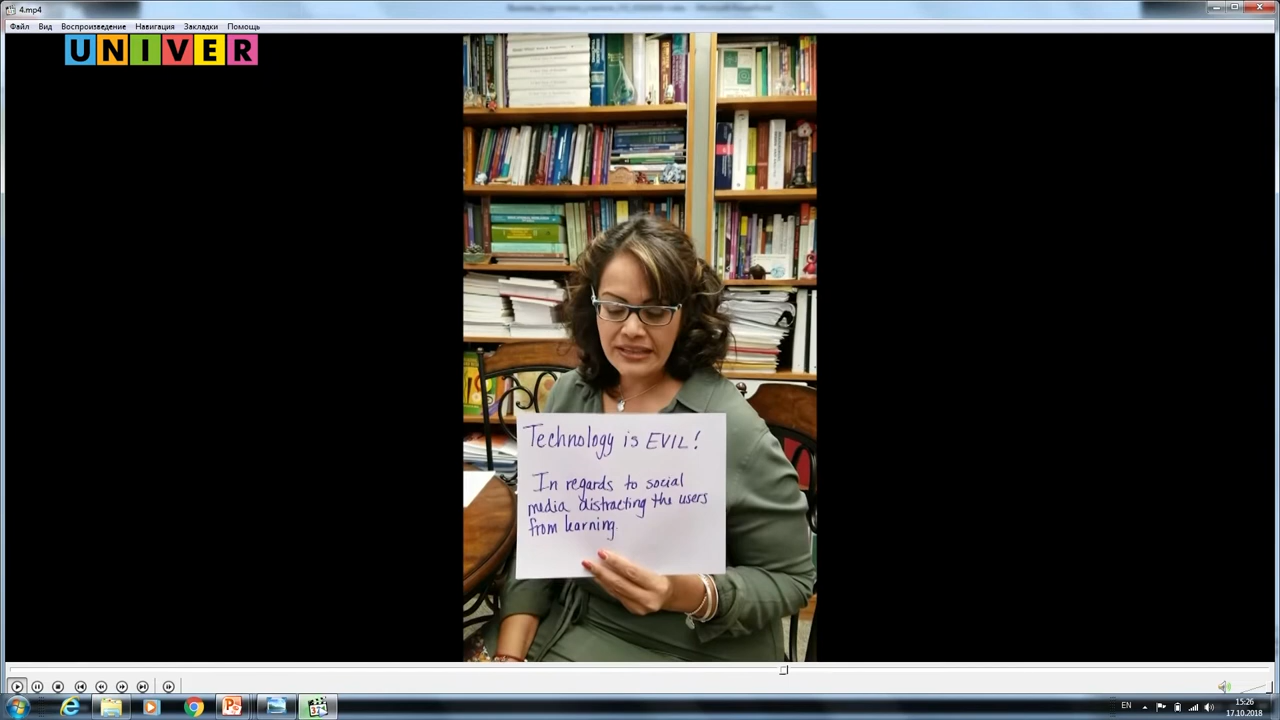 4.mp4
Файл Вид Воспроизведение Навигация Закладки Помощь
UNIVER
Technology is EVIL!
In regards to social
media distracting the users
from learning.
EN
15:26
17.10.2018